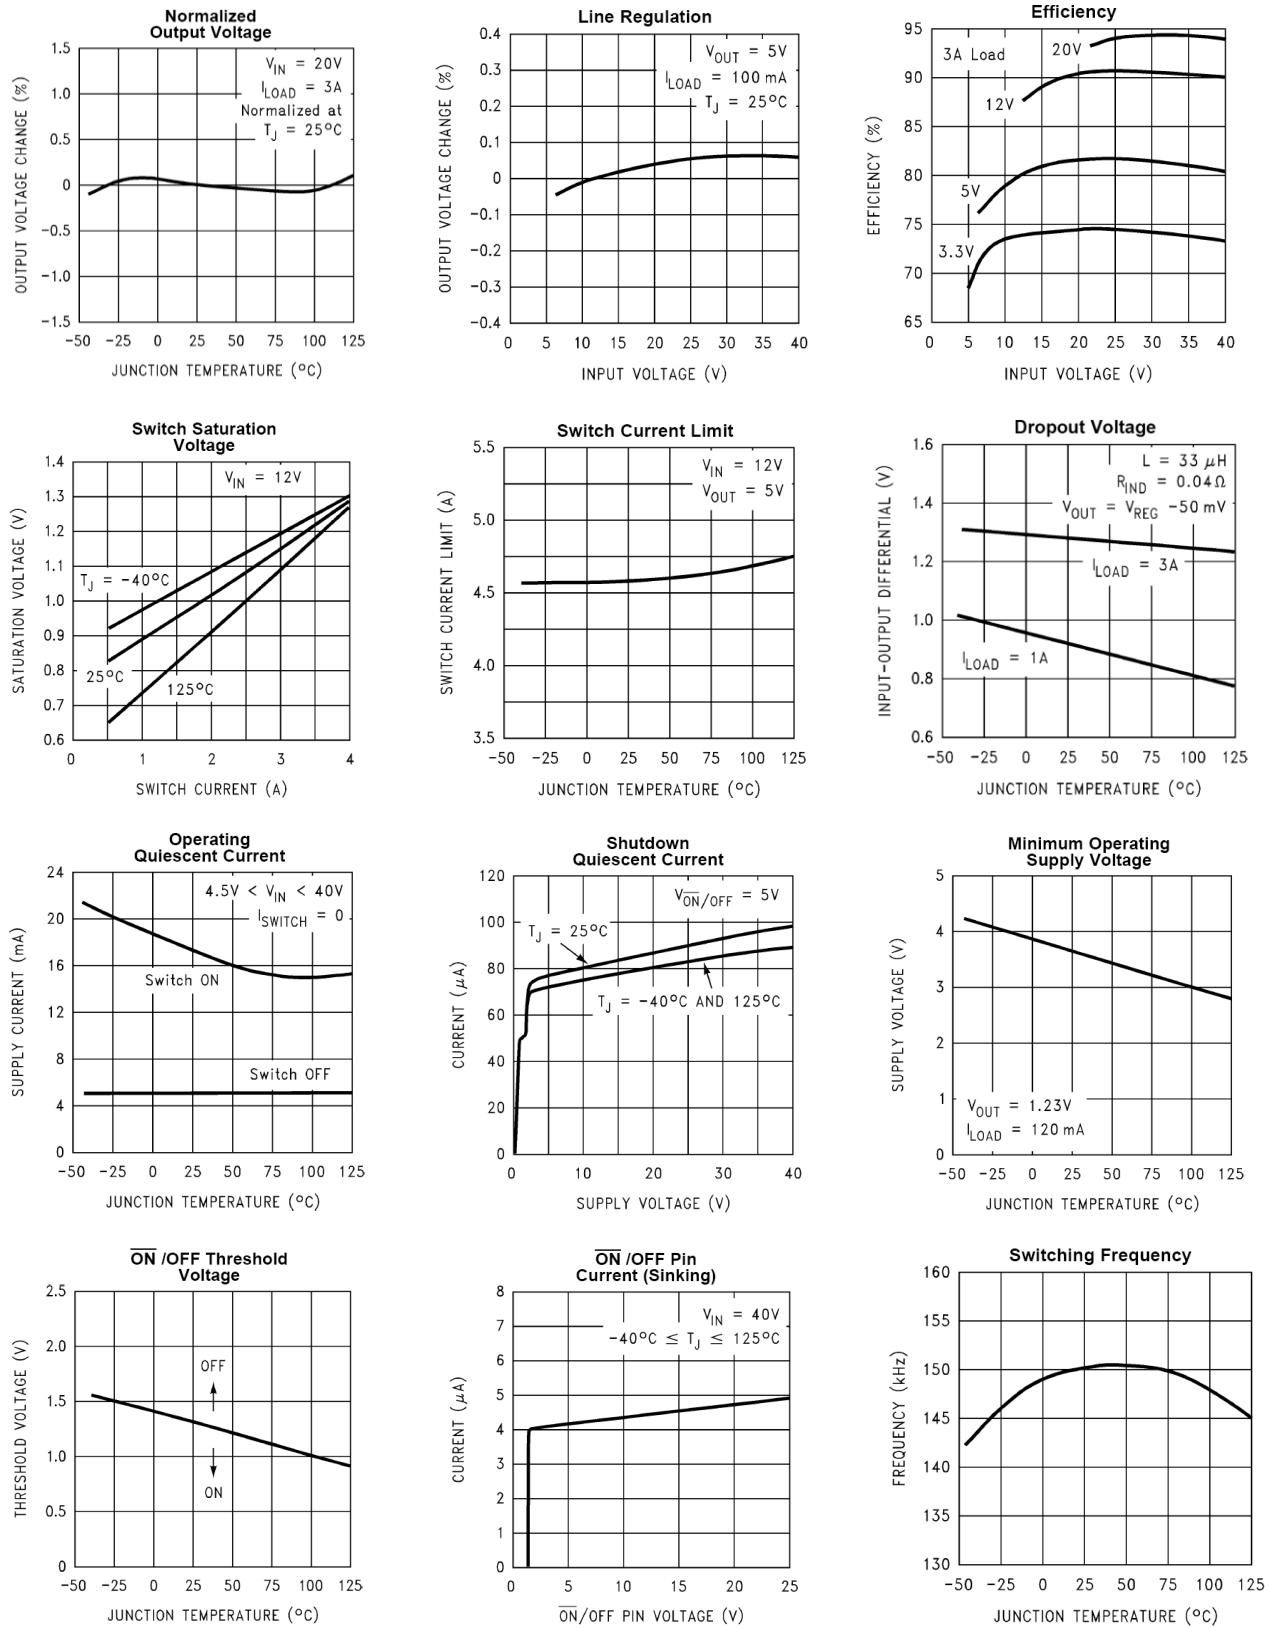 Normalized
Output Voltage
OUTPUT VOLTAGE CHANGE (%)
1.5
1.0
0.5
0
−0.5
−1.0
−1.5
V_IN = 20V
I_LOAD = 3A
Normalized at
T_J = 25°C
−50 −25 0 25 50 75 100 125
JUNCTION TEMPERATURE (°C)
Line Regulation
OUTPUT VOLTAGE CHANGE (%)
0.4
0.3
0.2
0.1
0
−0.1
−0.2
−0.3
−0.4
V_OUT = 5V
I_LOAD = 100 mA
T_J = 25°C
0 5 10 15 20 25 30 35 40
INPUT VOLTAGE (V)
Efficiency
EFFICIENCY (%)
95
90
85
80
75
70
65
3A Load
20V
12V
5V
3.3V
0 5 10 15 20 25 30 35 40
INPUT VOLTAGE (V)
Switch Saturation
Voltage
SATURATION VOLTAGE (V)
1.4
1.3
1.2
1.1
1.0
0.9
0.8
0.7
0.6
V_IN = 12V
T_J = −40°C
25°C
125°C
0 1 2 3 4
SWITCH CURRENT (A)
Switch Current Limit
SWITCH CURRENT LIMIT (A)
5.5
5.0
4.5
4.0
3.5
V_IN = 12V
V_OUT = 5V
−50 −25 0 25 50 75 100 125
JUNCTION TEMPERATURE (°C)
Dropout Voltage
INPUT−OUTPUT DIFFERENTIAL (V)
1.6
1.4
1.2
1.0
0.8
0.6
L = 33 μH
R_IND = 0.04Ω
V_OUT = V_REG −50 mV
I_LOAD = 3A
I_LOAD = 1A
−50 −25 0 25 50 75 100 125
JUNCTION TEMPERATURE (°C)
Operating
Quiescent Current
SUPPLY CURRENT (mA)
24
20
16
12
8
4
0
4.5V < V_IN < 40V
I_SWITCH = 0
Switch ON
Switch OFF
−50 −25 0 25 50 75 100 125
JUNCTION TEMPERATURE (°C)
Shutdown
Quiescent Current
CURRENT (μA)
120
100
80
60
40
20
0
V_O̅N̅/OFF = 5V
T_J = 25°C
T_J = −40°C AND 125°C
0 10 20 30 40
SUPPLY VOLTAGE (V)
Minimum Operating
Supply Voltage
SUPPLY VOLTAGE (V)
5
4
3
2
1
0
V_OUT = 1.23V
I_LOAD = 120 mA
−50 −25 0 25 50 75 100 125
JUNCTION TEMPERATURE (°C)
O̅N̅ /OFF Threshold
Voltage
THRESHOLD VOLTAGE (V)
2.5
2.0
1.5
1.0
0.5
0
OFF
ON
−50 −25 0 25 50 75 100 125
JUNCTION TEMPERATURE (°C)
O̅N̅ /OFF Pin
Current (Sinking)
CURRENT (μA)
8
7
6
5
4
3
2
1
0
V_IN = 40V
−40°C ≤ T_J ≤ 125°C
0 5 10 15 20 25
O̅N̅/OFF PIN VOLTAGE (V)
Switching Frequency
FREQUENCY (kHz)
160
155
150
145
140
135
130
−50 −25 0 25 50 75 100 125
JUNCTION TEMPERATURE (°C)